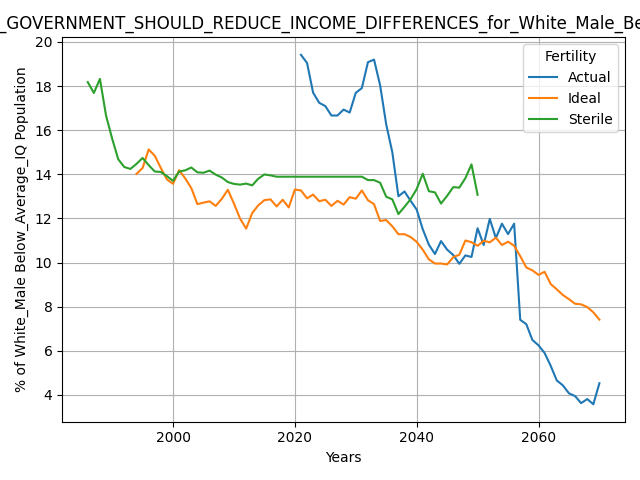 _GOVERNMENT_SHOULD_REDUCE_INCOME_DIFFERENCES_for_White_Male_Be
Fertility
Actual
Ideal
Sterile
% of White_Male Below_Average_IQ Population
20
18
16
14
12
10
8
6
4
2000
2020
2040
2060
Years